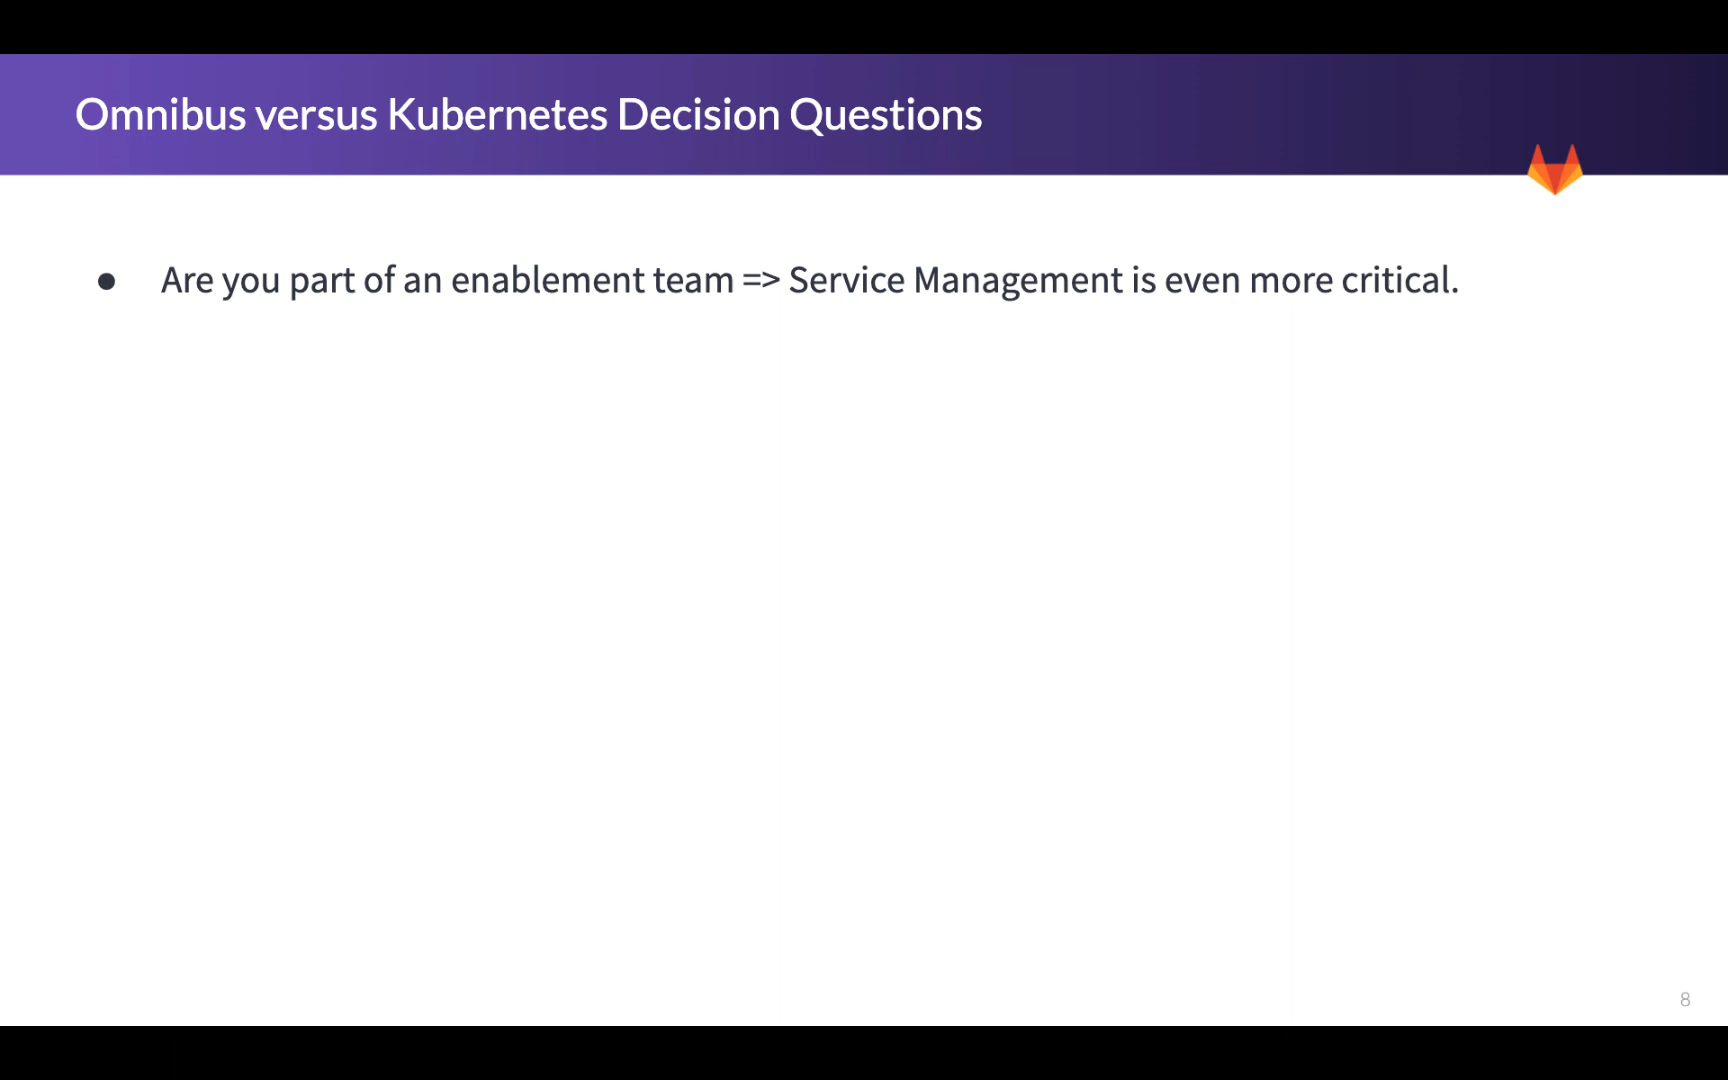 Omnibus versus Kubernetes Decision Questions
● Are you part of an enablement team => Service Management is even more critical.
8